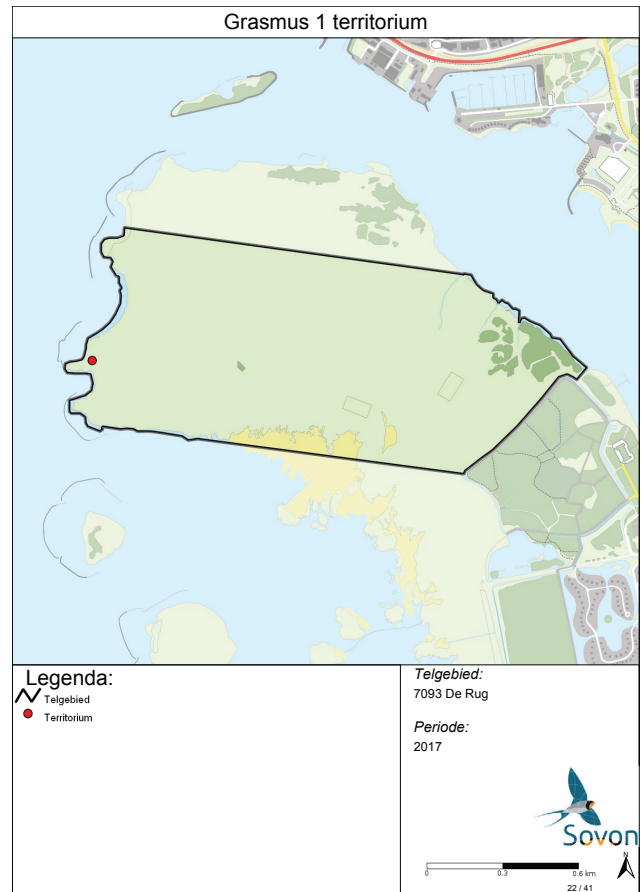 Grasmus 1 territorium
Legenda:
Telgebied
Territorium
Telgebied:
7093 De Rug
Periode:
2017
Sovon
N
0 0.3 0.6 km
22 / 41